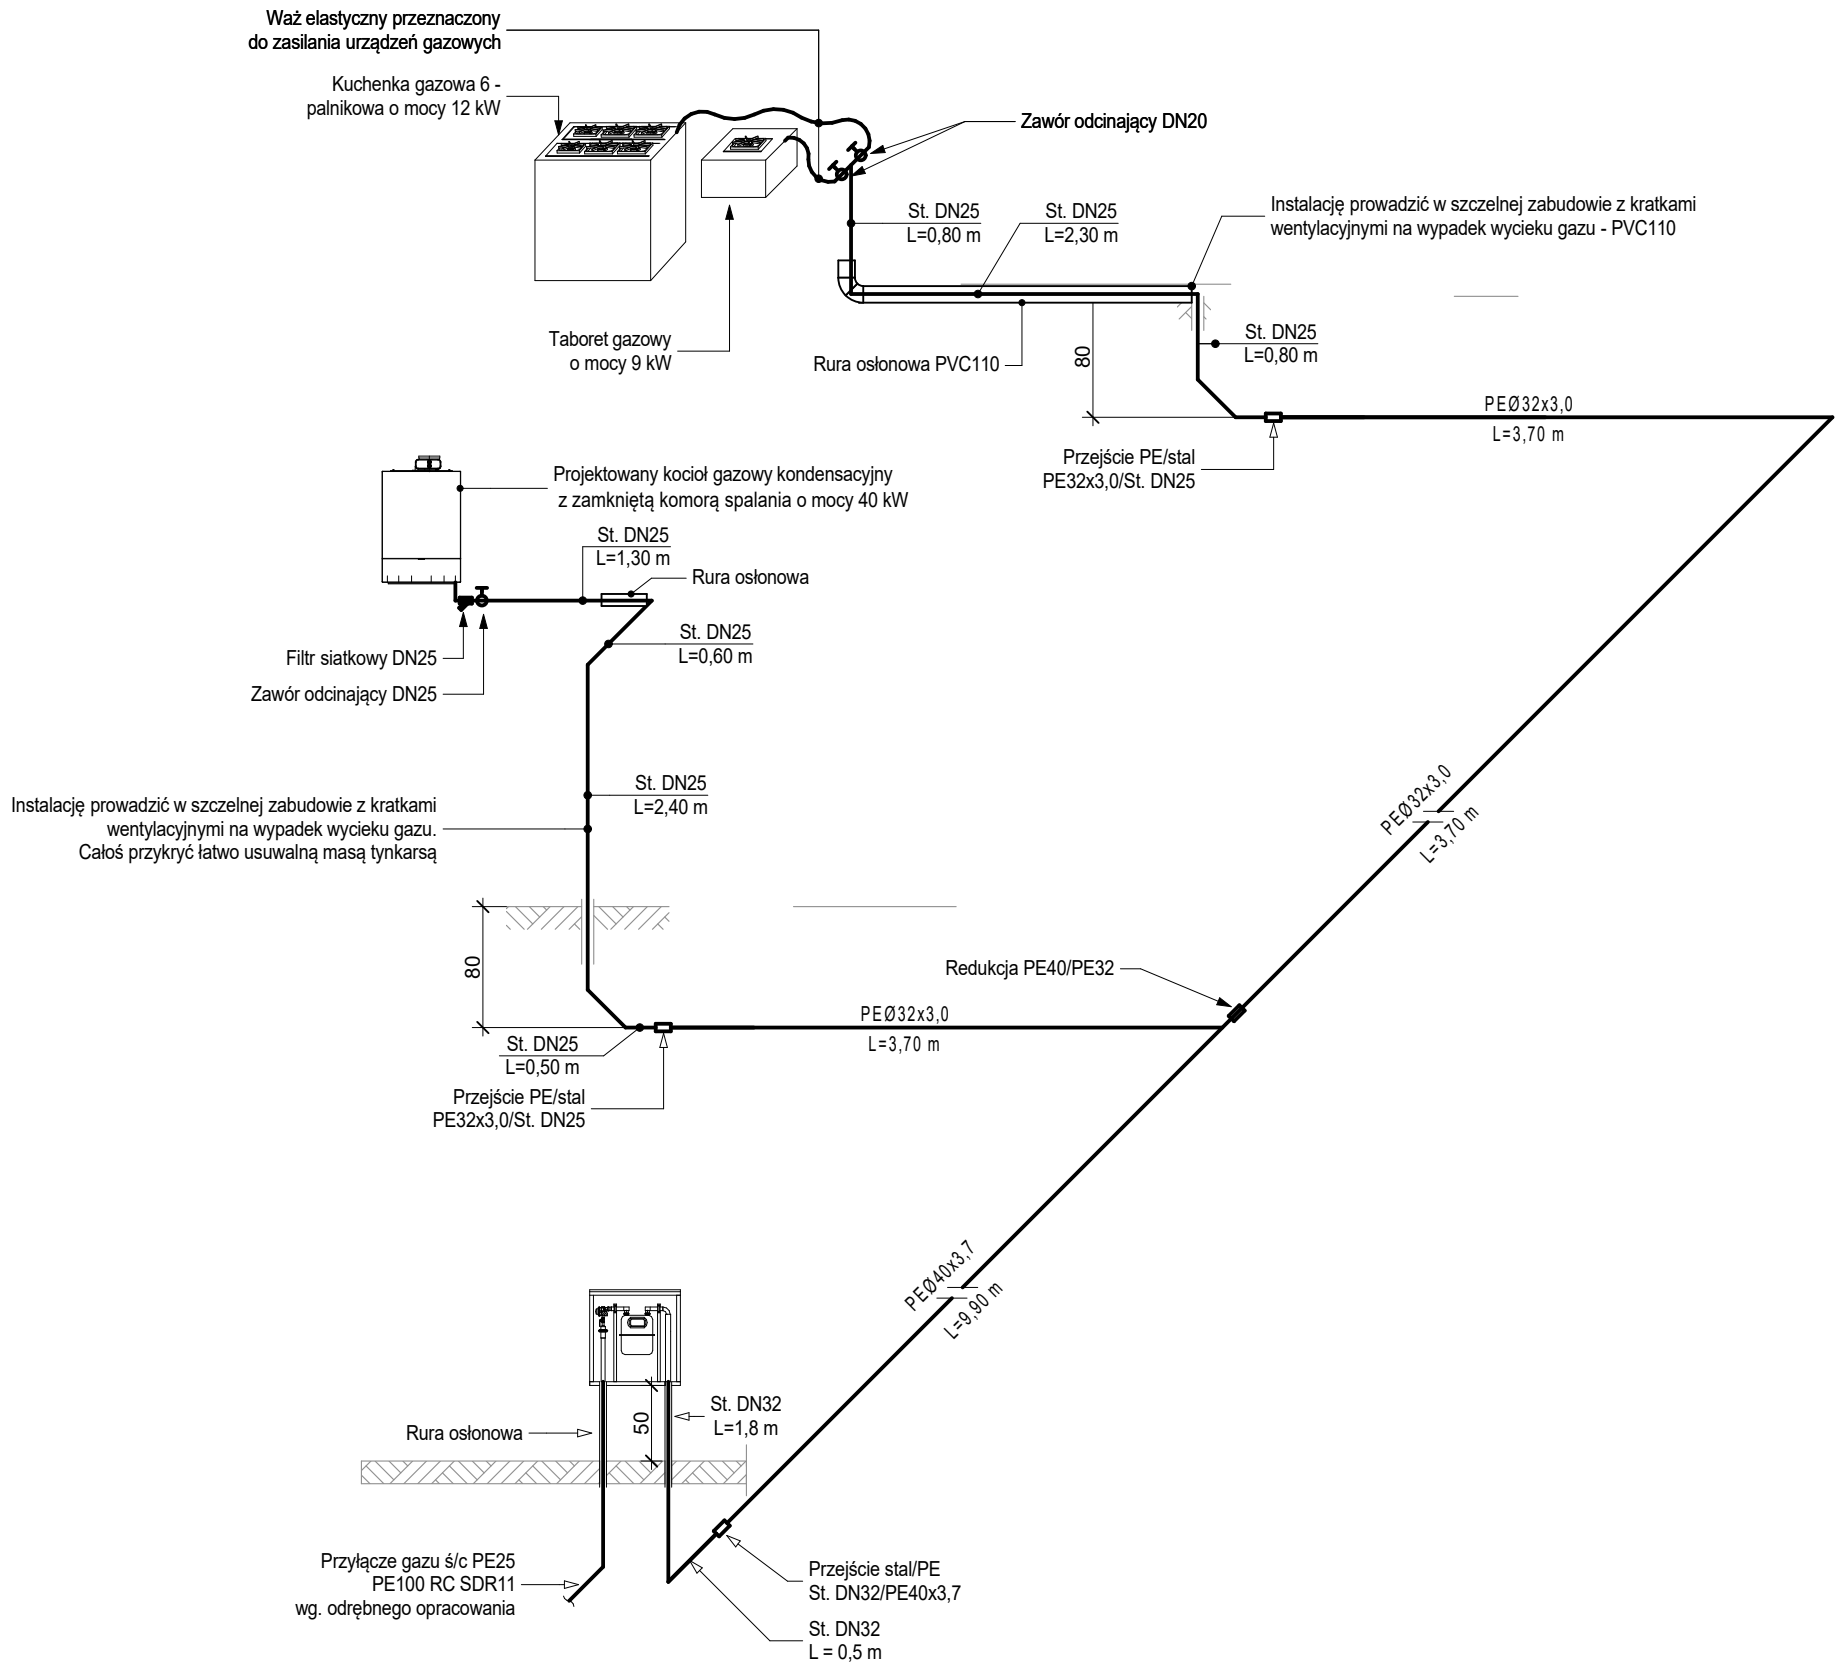 Waż elastyczny przeznaczony
do zasilania urządzeń gazowych
Kuchenka gazowa 6 -
palnikowa o mocy 12 kW
Zawór odcinający DN20
St. DN25
L=0,80 m
St. DN25
L=2,30 m
Instalację prowadzić w szczelnej zabudowie z kratkami
wentylacyjnymi na wypadek wycieku gazu - PVC110
Taboret gazowy
o mocy 9 kW
Rura osłonowa PVC110
80
St. DN25
L=0,80 m
PEØ32x3,0
L=3,70 m
Przejście PE/stal
PE32x3,0/St. DN25
Projektowany kocioł gazowy kondensacyjny
z zamkniętą komorą spalania o mocy 40 kW
St. DN25
L=1,30 m
Rura osłonowa
St. DN25
L=0,60 m
Filtr siatkowy DN25
Zawór odcinający DN25
St. DN25
L=2,40 m
Instalację prowadzić w szczelnej zabudowie z kratkami
wentylacyjnymi na wypadek wycieku gazu.
Całoś przykryć łatwo usuwalną masą tynkarsą
PEØ32x3,0
L=3,70 m
80
Redukcja PE40/PE32
PEØ32x3,0
L=3,70 m
St. DN25
L=0,50 m
Przejście PE/stal
PE32x3,0/St. DN25
PEØ40x3,7
L=9,90 m
St. DN32
L=1,8 m
50
Rura osłonowa
Przyłącze gazu ś/c PE25
PE100 RC SDR11
wg. odrębnego opracowania
Przejście stal/PE
St. DN32/PE40x3,7
St. DN32
L = 0,5 m